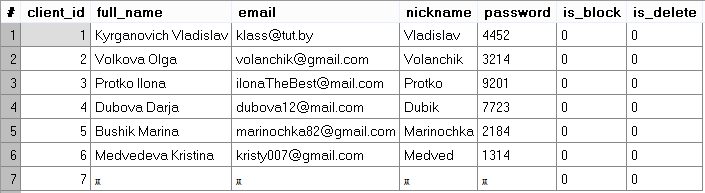 # client_id full_name email nickname password is_block is_delete
1 1 Kyrganovich Vladislav klass@tut.by Vladislav 4452 0 0
2 2 Volkova Olga volanchik@gmail.com Volanchik 3214 0 0
3 3 Protko Ilona ilonaTheBest@mail.com Protko 9201 0 0
4 4 Dubova Darja dubova12@mail.com Dubik 7723 0 0
5 5 Bushik Marina marinochka82@gmail.com Marinochka 2184 0 0
6 6 Medvedeva Kristina kristy007@gmail.com Medved 1314 0 0
7 7 0 0